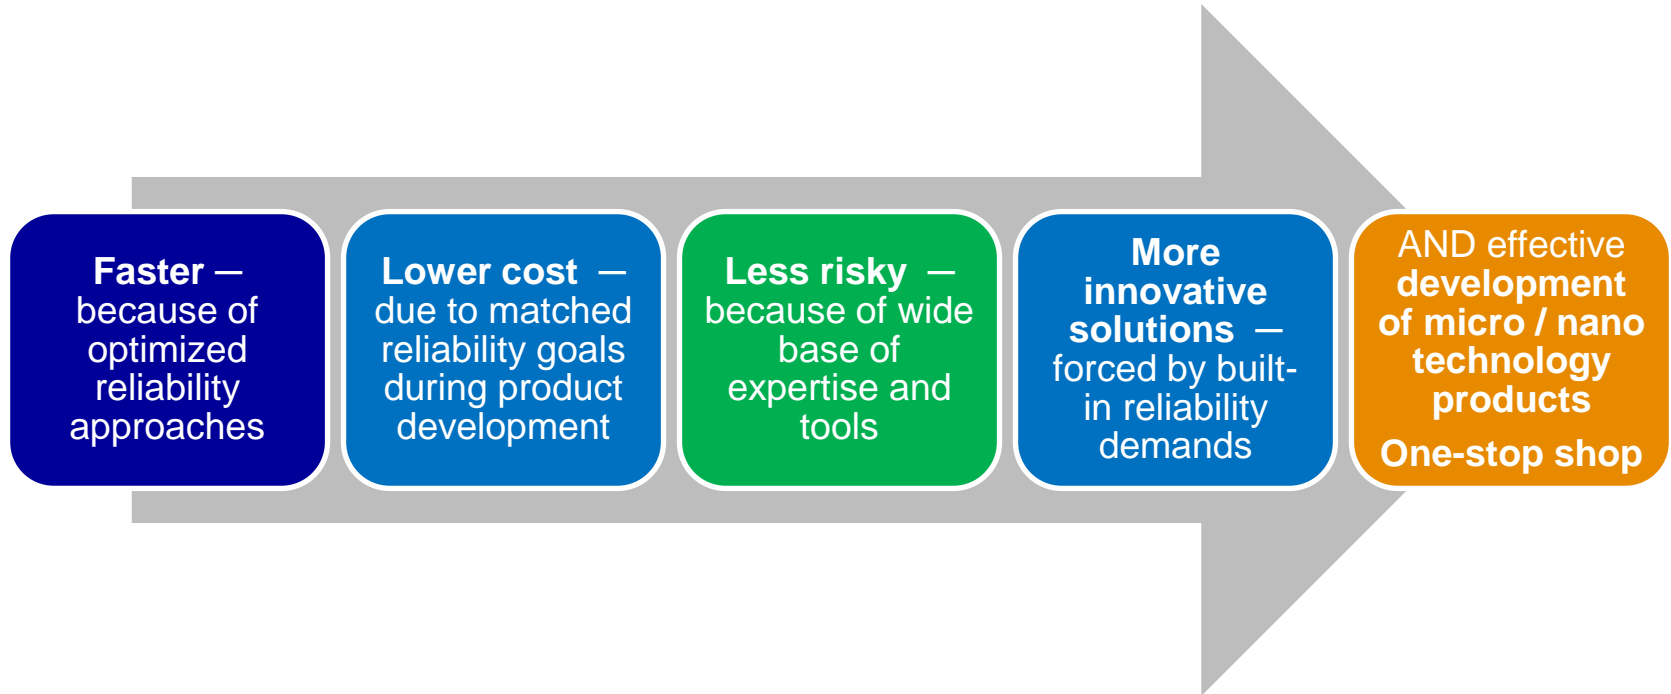 Faster —
because of
optimized
reliability
approaches
Lower cost —
due to matched
reliability goals
during product
development
Less risky —
because of wide
base of
expertise and
tools
More
innovative
solutions —
forced by built-
in reliability
demands
AND effective
development
of micro / nano
technology
products
One-stop shop